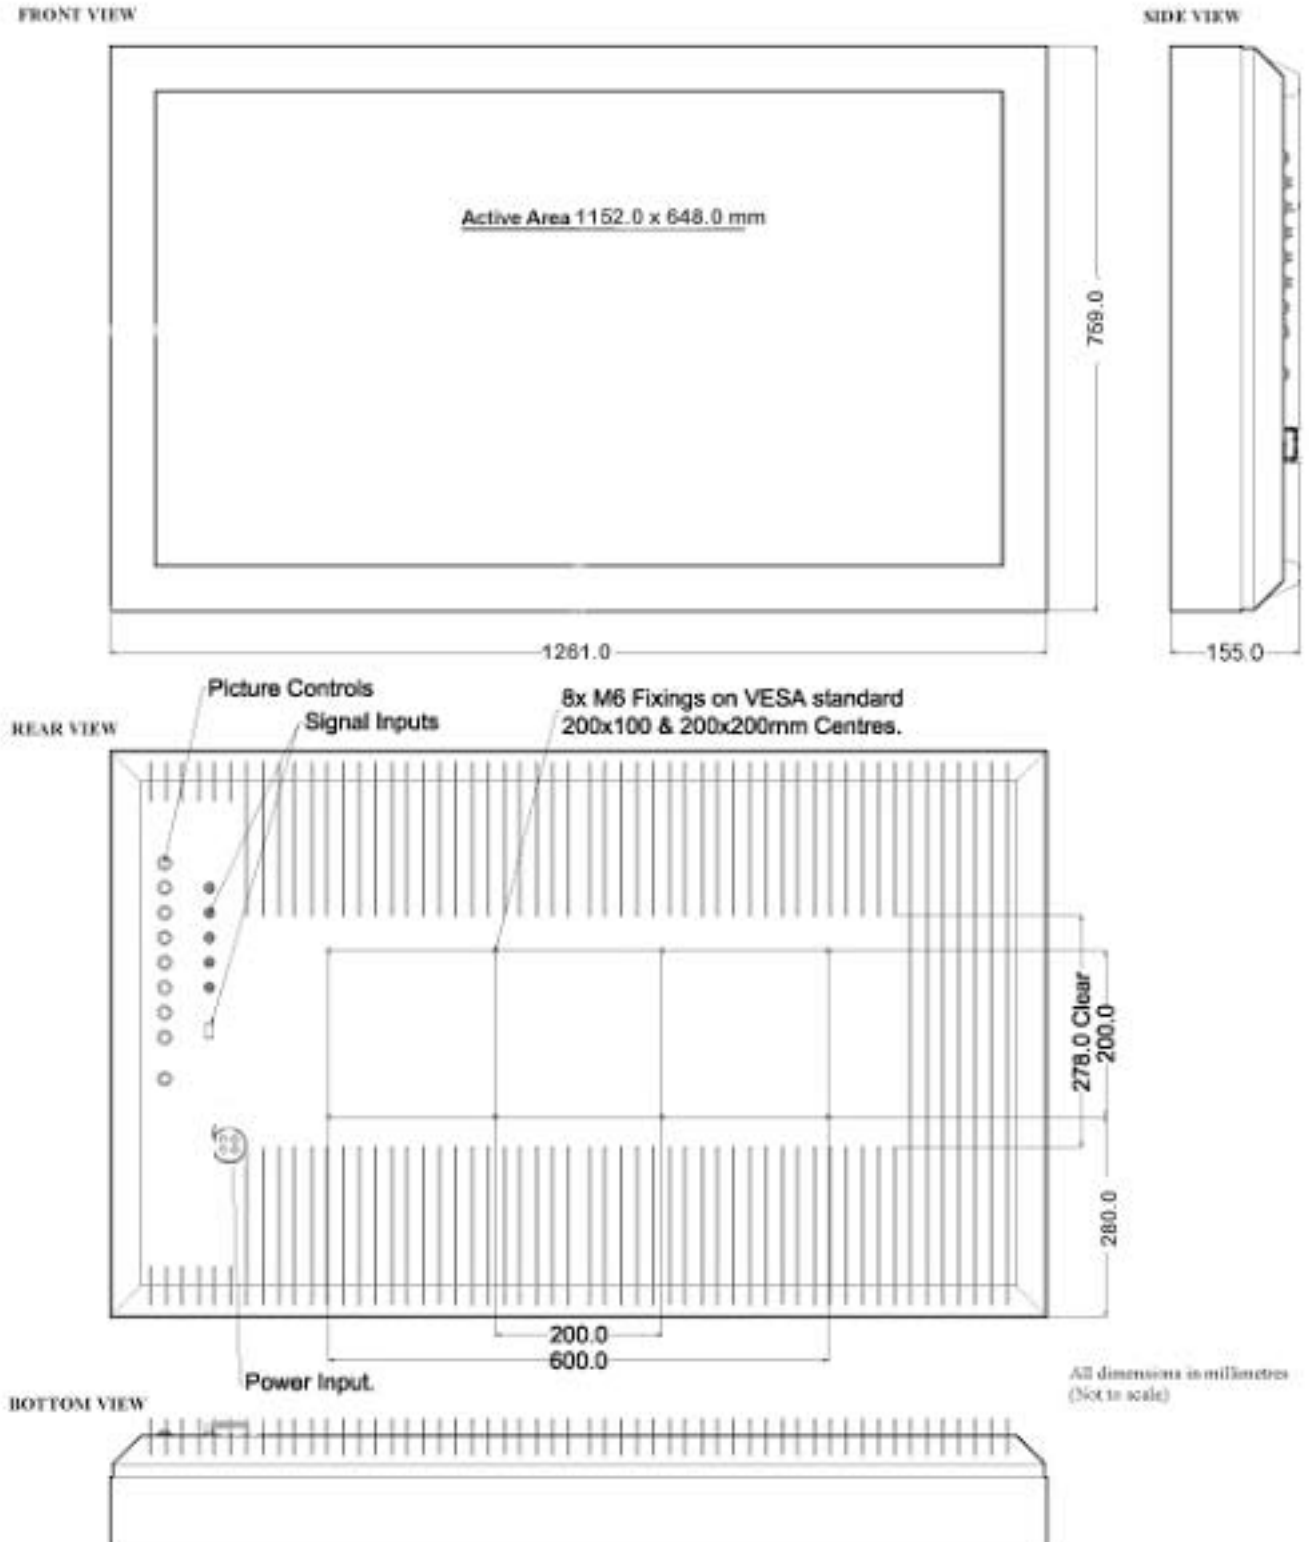 FRONT VIEW
SIDE VIEW
Active Area 1152.0 x 648.0 mm
759.0
1261.0
155.0
Picture Controls
Signal Inputs
8x M6 Fixings on VESA standard
200x100 & 200x200mm Centres.
REAR VIEW
278.0 Clear
200.0
280.0
200.0
600.0
Power Input.
All dimensions in millimetres
(Not to scale)
BOTTOM VIEW